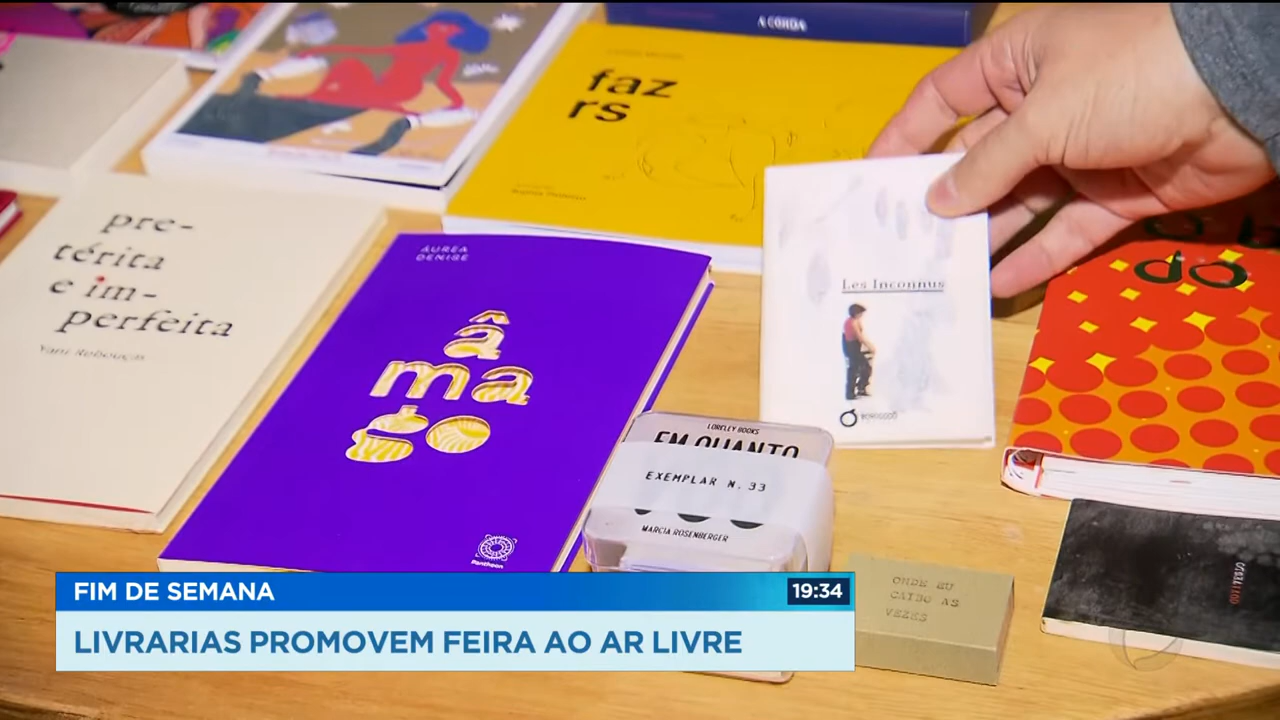 A CORDA
faz
rs
pre-
térita
e im-
perfeita
Yara Rebouças
ÁUREA
DENISE
â
ma
go
Pantheon
Les Inconnus
do
LORELEY BOOKS
EM QUANTO
EXEMPLAR N. 33
MARCIA ROSENBERGER
ONDE EU
CAIBO AS
VEZES
FIM DE SEMANA
19:34
LIVRARIAS PROMOVEM FEIRA AO AR LIVRE